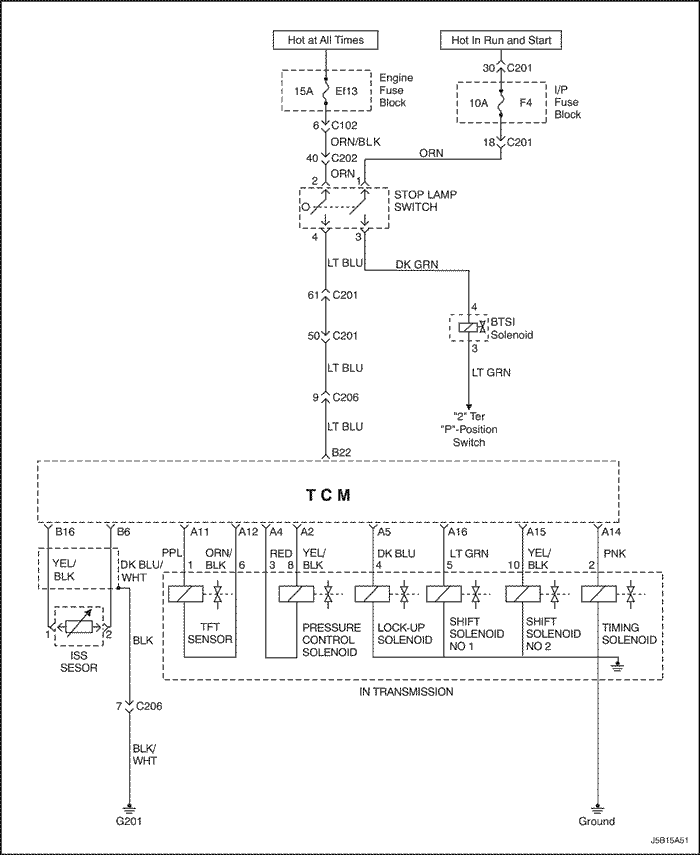 Hot at All Times
Hot In Run and Start
30 C201
15A Ef13
Engine
Fuse
Block
10A F4
I/P
Fuse
Block
6 C102
ORN/BLK
18 C201
40 C202
ORN
ORN
2 1
STOP LAMP
SWITCH
4 3
LT BLU
DK GRN
61 C201
4
BTSI
Solenoid
50 C201
3
LT BLU
LT GRN
9 C206
"2" Ter
"P"-Position
Switch
LT BLU
B22
TCM
B16 B6 A11 A12 A4 A2 A5 A16 A15 A14
YEL/
BLK
DK BLU/
WHT
PPL
1
ORN/
BLK
6
RED
3
8
YEL/
BLK
DK BLU
4
LT GRN
5
10
YEL/
BLK
PNK
2
1 2
ISS
SESOR
BLK
TFT
SENSOR
PRESSURE
CONTROL
SOLENOID
LOCK-UP
SOLENOID
SHIFT
SOLENOID
NO 1
SHIFT
SOLENOID
NO 2
TIMING
SOLENOID
IN TRANSMISSION
7 C206
BLK/
WHT
G201
Ground
J5B15A51